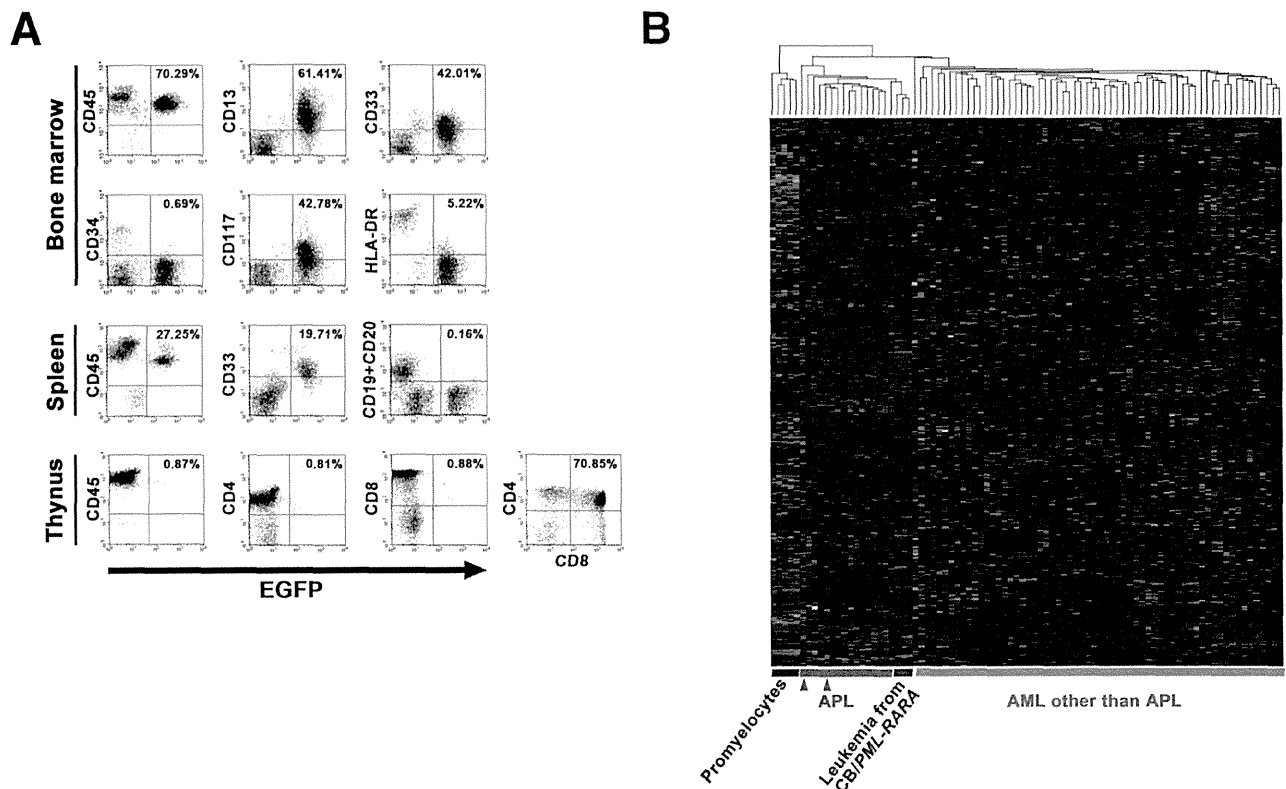 A
B
Bone marrow
CD45
70.29%
CD13
61.41%
CD33
42.01%
CD34
0.69%
CD117
42.78%
HLA-DR
5.22%
Spleen
CD45
27.25%
CD33
19.71%
CD19+CD20
0.16%
Thynus
CD45
0.87%
CD4
0.81%
CD8
0.88%
CD4
70.85%
CD8
EGFP
Promyelocytes
APL
Leukemia from
CB/PML-RARA
AML other than APL